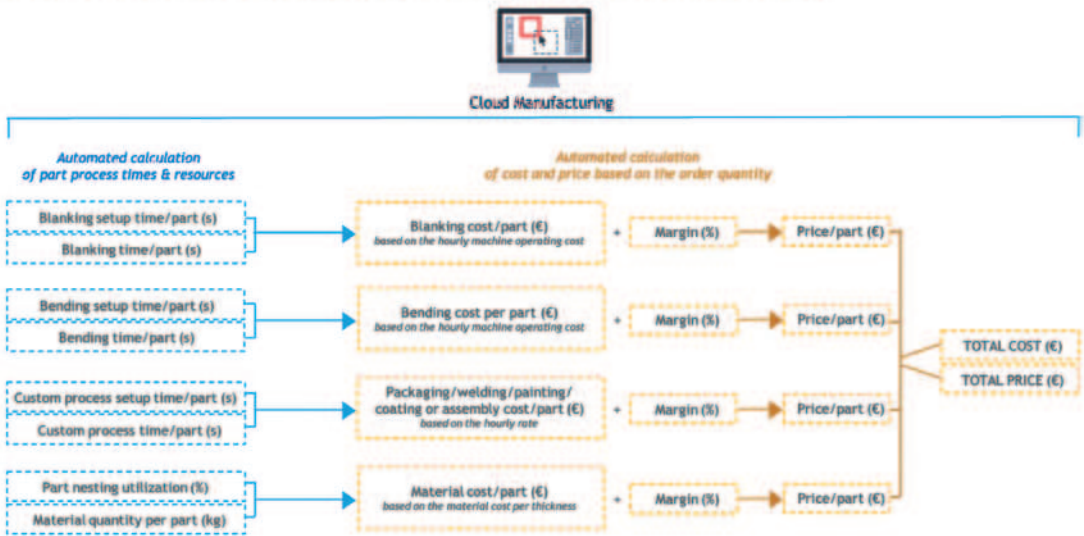 Cloud Manufacturing
Automated calculation
of part process times & resources
Automated calculation
of cost and price based on the order quantity
Blanking setup time/part (s)
Blanking time/part (s)
Blanking cost/part (€)
based on the hourly machine operating cost
+
Margin (%)
Price/part (€)
Bending setup time/part (s)
Bending time/part (s)
Bending cost per part (€)
based on the hourly machine operating cost
+
Margin (%)
Price/part (€)
TOTAL COST (€)
TOTAL PRICE (€)
Custom process setup time/part (s)
Custom process time/part (s)
Packaging/welding/painting/
coating or assembly cost/part (€)
based on the hourly rate
+
Margin (%)
Price/part (€)
Part nesting utilization (%)
Material quantity per part (kg)
Material cost/part (€)
based on the material cost per thickness
+
Margin (%)
Price/part (€)